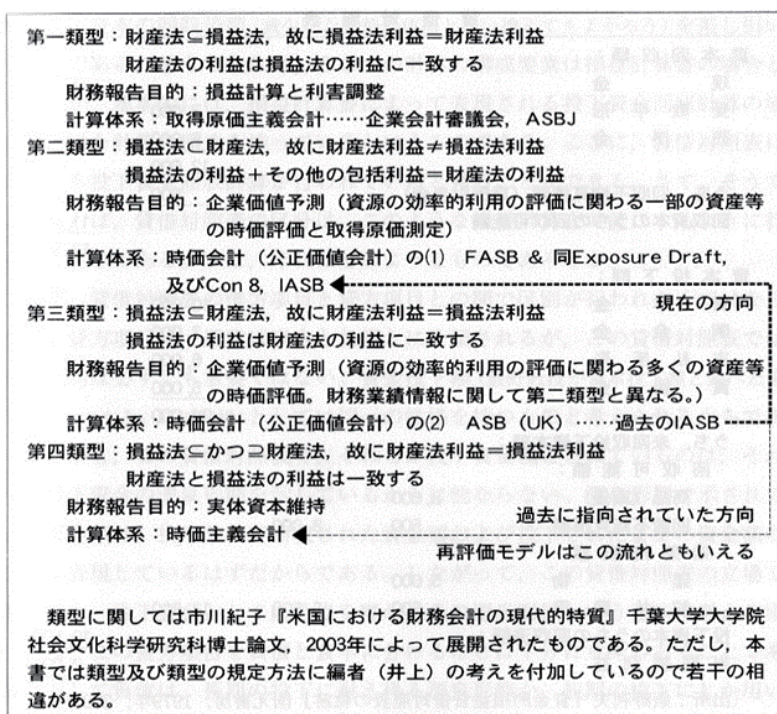 第一類型：財産法⊆損益法，故に損益法利益＝財産法利益
財産法の利益は損益法の利益に一致する
財務報告目的：損益計算と利害調整
計算体系：取得原価主義会計……企業会計審議会，ASBJ
第二類型：損益法⊂財産法，故に財産法利益≠損益法利益
損益法の利益＋その他の包括利益＝財産法の利益
財務報告目的：企業価値予測（資源の効率的利用の評価に関わる一部の資産等
の時価評価と取得原価測定）
計算体系：時価会計（公正価値会計）の(1) FASB & 同Exposure Draft,
及びCon 8, IASB
現在の方向
第三類型：損益法⊆財産法，故に財産法利益＝損益法利益
損益法の利益は財産法の利益に一致する
財務報告目的：企業価値予測（資源の効率的利用の評価に関わる多くの資産等
の時価評価。財務業績情報に関して第二類型と異なる。）
計算体系：時価会計（公正価値会計）の(2) ASB (UK) ……過去のIASB
第四類型：損益法⊆かつ⊇財産法，故に財産法利益＝損益法利益
財産法と損益法の利益は一致する
財務報告目的：実体資本維持
過去に指向されていた方向
計算体系：時価主義会計
再評価モデルはこの流れともいえる
類型に関しては市川紀子『米国における財務会計の現代的特質』千葉大学大学院
社会文化科学研究科博士論文，2003年によって展開されたものである。ただし，本
書では類型及び類型の規定方法に編者（井上）の考えを付加しているので若干の相
違がある。